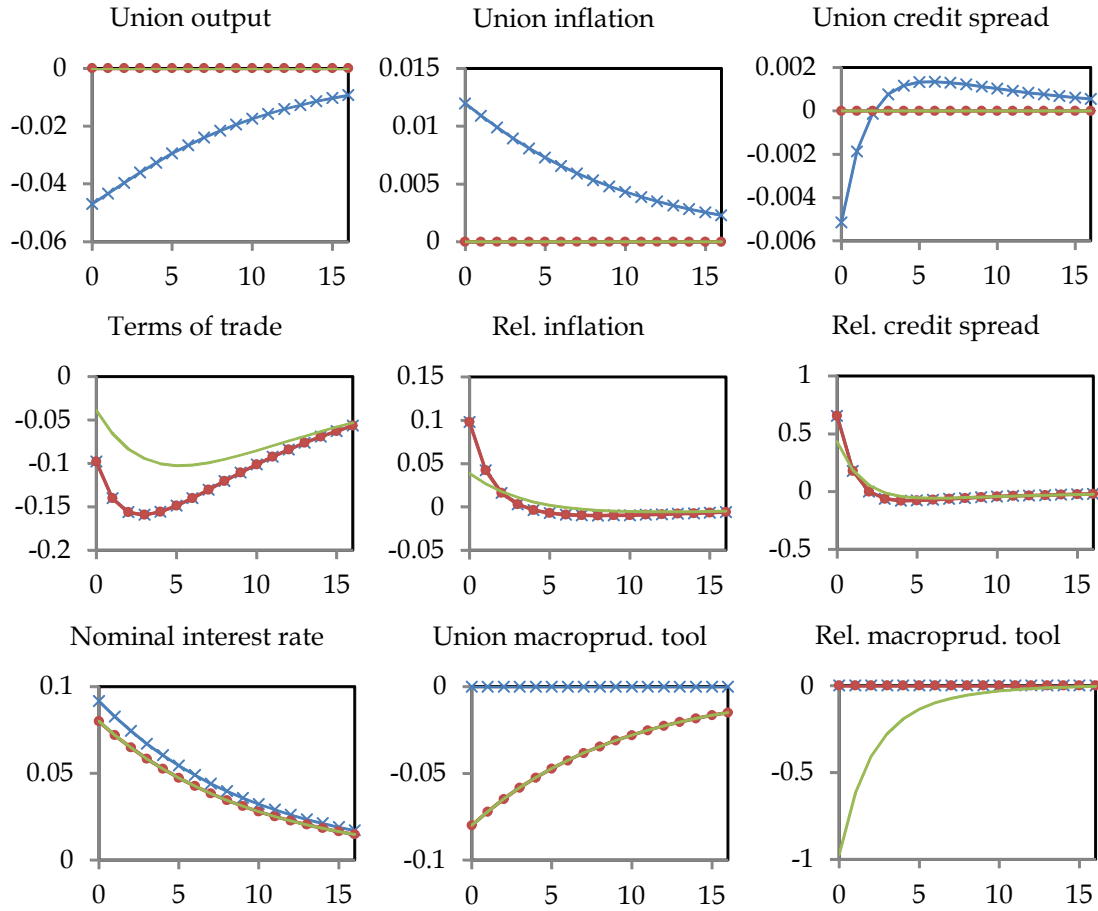 Union output
Union inflation
Union credit spread
0
-0.02
-0.04
-0.06
0 5 10 15
0.015
0.01
0.005
0
0 5 10 15
0.002
0
-0.002
-0.004
-0.006
0 5 10 15
Terms of trade
Rel. inflation
Rel. credit spread
0
-0.05
-0.1
-0.15
-0.2
0 5 10 15
0.15
0.1
0.05
0
-0.05
0 5 10 15
1
0.5
0
-0.5
0 5 10 15
Nominal interest rate
Union macroprud. tool
Rel. macroprud. tool
0.1
0.05
0
0 5 10 15
0
-0.05
-0.1
0 5 10 15
0
-0.5
-1
0 5 10 15